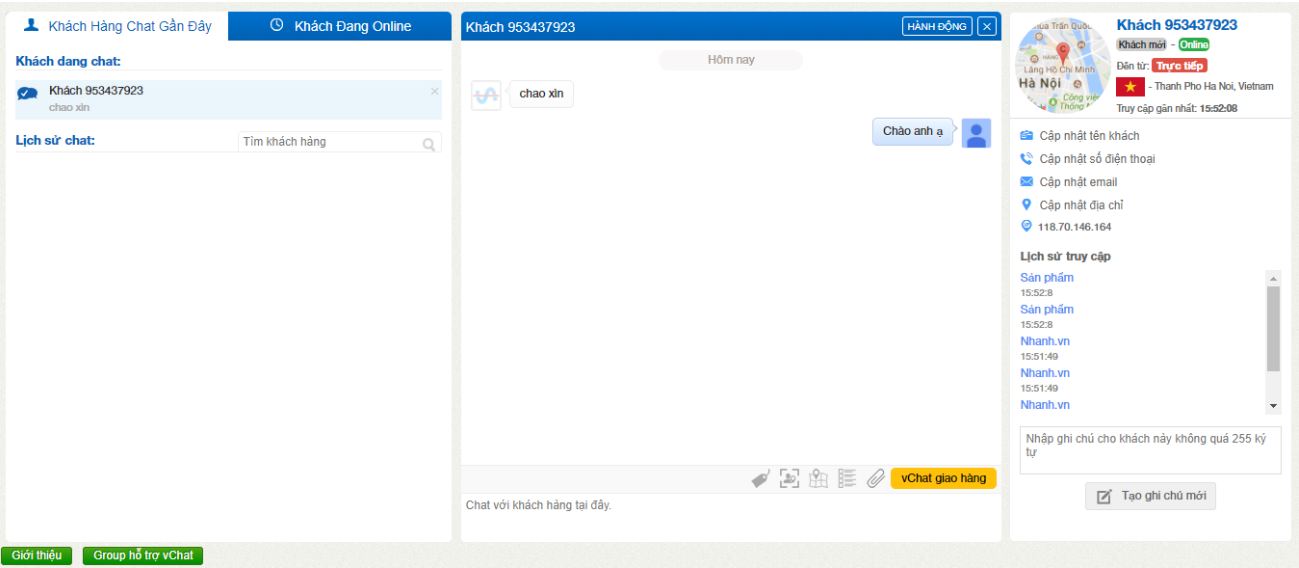 Khách Hàng Chat Gần Đây
Khách Đang Online
Khách đang chat:
Khách 953437923
chao xin
Lịch sử chat:
Tìm khách hàng
Khách 953437923
HÀNH ĐỘNG
Hôm nay
chao xin
Chào anh ạ
vChat giao hàng
Chat với khách hàng tại đây.
Khách 953437923
Khách mới - Online
Đến từ: Trực tiếp
- Thanh Pho Ha Noi, Vietnam
Truy cập gần nhất: 15:52:08
Lăng Hồ Chí Minh
Hà Nội
Công viên
Thống
Cập nhật tên khách
Cập nhật số điện thoại
Cập nhật email
Cập nhật địa chỉ
118.70.146.164
Lịch sử truy cập
Sản phẩm
15:52:8
Sản phẩm
15:52:8
Nhanh.vn
15:51:49
Nhanh.vn
15:51:49
Nhanh.vn
Nhập ghi chú cho khách này không quá 255 ký
tự
Tạo ghi chú mới
Giới thiệu
Group hỗ trợ vChat